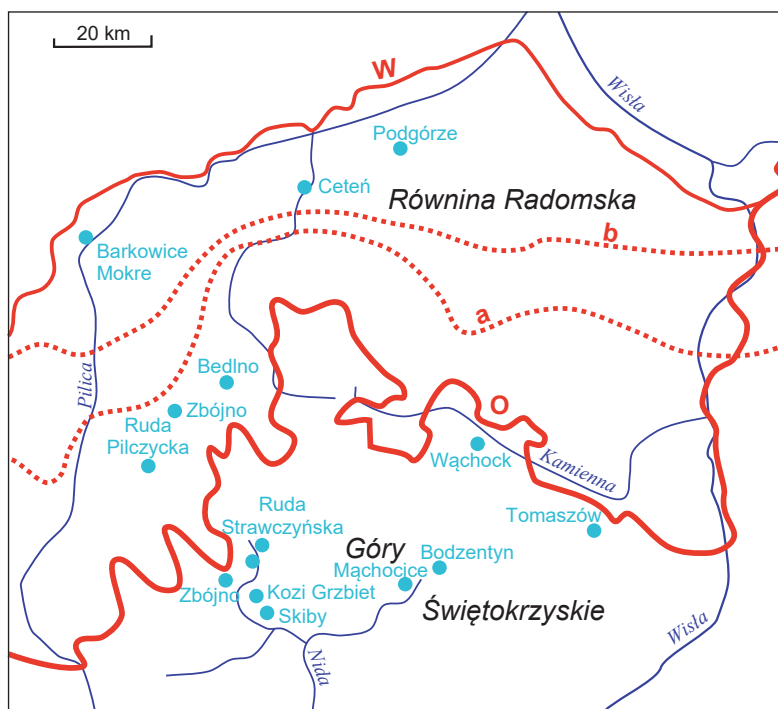 20 km
W
Wisła
Podgórze
Ceteń
Równina Radomska
b
Barkowice
Mokre
a
Pilica
Bedlno
Zbójno
O
Ruda
Pilczycka
Wąchock
Kamienna
Ruda
Strawczyńska
Tomaszów
Góry
Bodzentyn
Mąchocice
Zbójno
Kozi Grzbiet
Świętokrzyskie
Skiby
Wisła
Nida